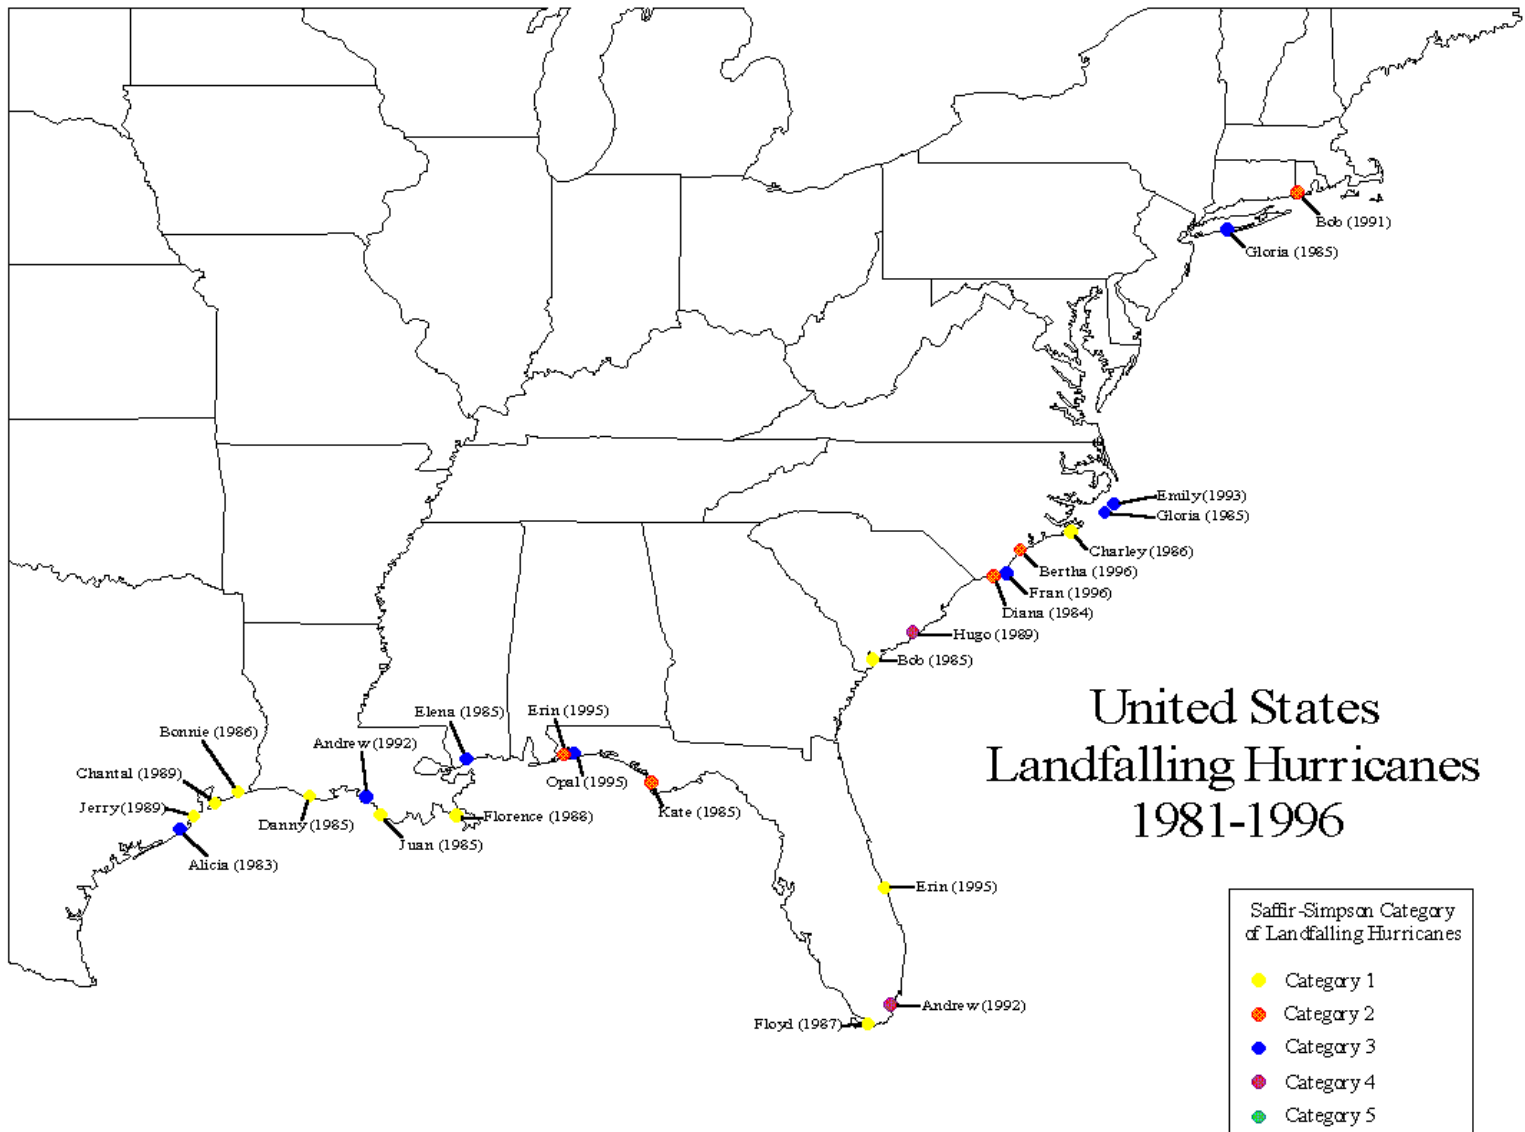 Bob (1991)
Gloria (1985)
Emily (1993)
Gloria (1985)
Charley (1986)
Bertha (1996)
Fran (1996)
Diana (1984)
Hugo (1989)
Bob (1985)
United States
Landfalling Hurricanes
1981-1996
Elena (1985)
Erin (1995)
Bonnie (1986)
Andrew (1992)
Chantal (1989)
Opal (1995)
Jerry (1989)
Kate (1985)
Danny (1985)
Florence (1988)
Juan (1985)
Alicia (1983)
Erin (1995)
Andrew (1992)
Floyd (1987)
Saffir-Simpson Category
of Landfalling Hurricanes
Category 1
Category 2
Category 3
Category 4
Category 5